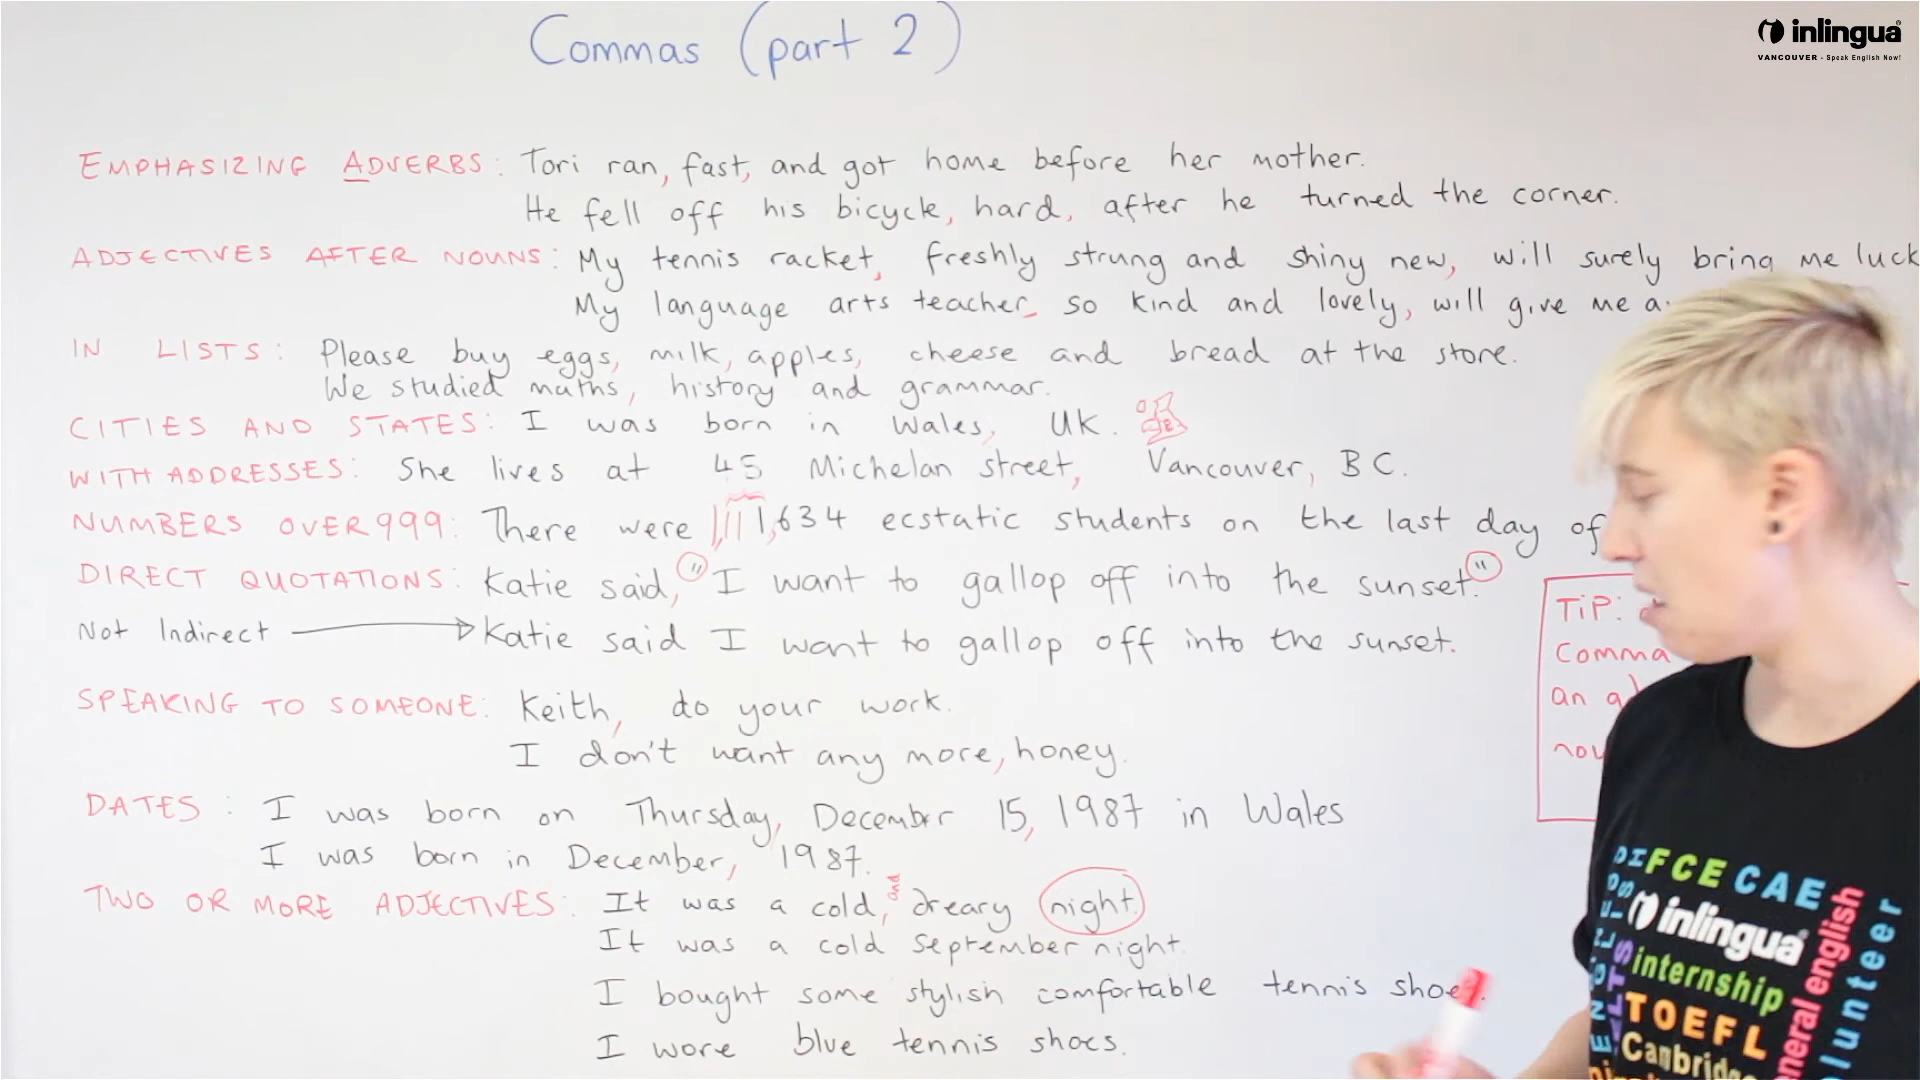 Commas (part 2)
inlingua®
VANCOUVER - Speak English Now!
EMPHASIZING ADVERBS: Tori ran, fast, and got home before her mother.
He fell off his bicycle, hard, after he turned the corner.
ADJECTIVES AFTER NOUNS: My tennis racket, freshly strung and shiny new, will surely bring me luck
My language arts teacher, so kind and lovely, will give me
IN LISTS: Please buy eggs, milk, apples, cheese and bread at the store.
We studied maths, history and grammar.
CITIES AND STATES: I was born in Wales, UK.
WITH ADDRESSES: She lives at 45 Michelan street, Vancouver, BC.
NUMBERS OVER 999: There were 1,111,634 ecstatic students on the last day of
DIRECT QUOTATIONS: Katie said, "I want to gallop off into the sunset."
Not Indirect → Katie said I want to gallop off into the sunset.
TIP:
Comma
an
SPEAKING TO SOMEONE: Keith, do your work.
I don't want any more, honey.
DATES: I was born on Thursday, December 15, 1987 in Wales
I was born in December, 1987.
and
TWO OR MORE ADJECTIVES: It was a cold, dreary night.
It was a cold September night.
I bought some stylish comfortable tennis shoes.
I wore blue tennis shoes.
FCE CAE
inlingua
internship
TOEFL
general english
volunteer